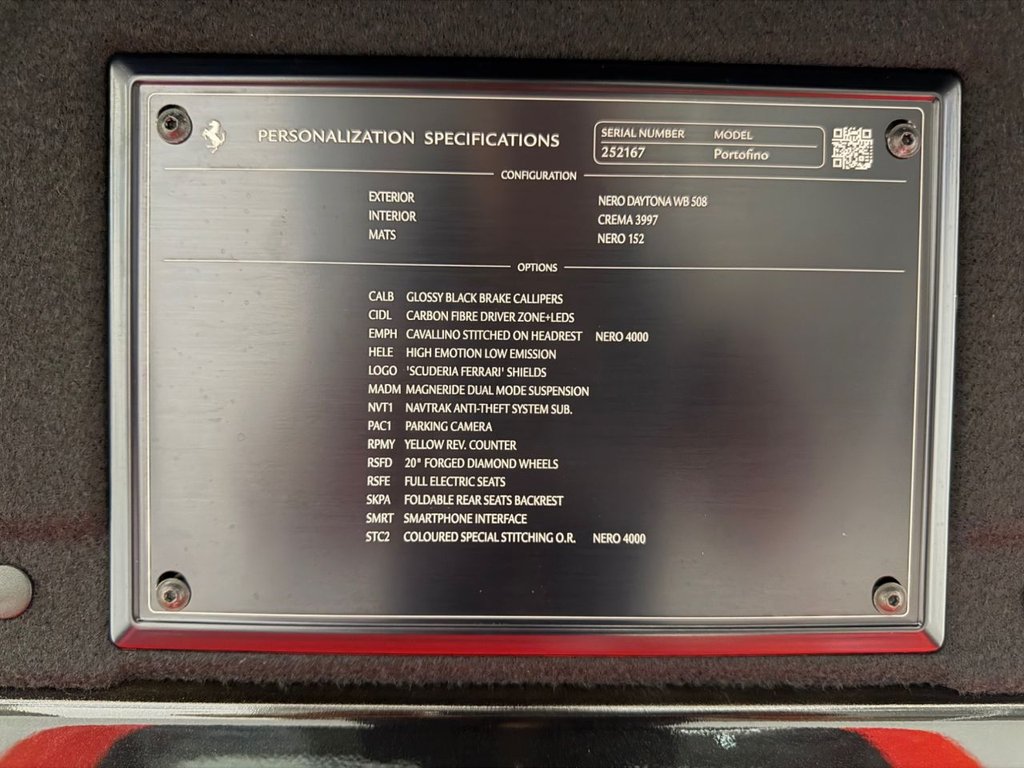 PERSONALIZATION SPECIFICATIONS
SERIAL NUMBER MODEL
252167 Portofino
CONFIGURATION
EXTERIOR NERO DAYTONA WB 508
INTERIOR CREMA 3997
MATS NERO 152
OPTIONS
CALB GLOSSY BLACK BRAKE CALLIPERS
CIDL CARBON FIBRE DRIVER ZONE+LEDS
EMPH CAVALLINO STITCHED ON HEADREST NERO 4000
HELE HIGH EMOTION LOW EMISSION
LOGO 'SCUDERIA FERRARI' SHIELDS
MADM MAGNERIDE DUAL MODE SUSPENSION
NVT1 NAVTRAK ANTI-THEFT SYSTEM SUB.
PAC1 PARKING CAMERA
RPMY YELLOW REV. COUNTER
RSFD 20" FORGED DIAMOND WHEELS
RSFE FULL ELECTRIC SEATS
SKPA FOLDABLE REAR SEATS BACKREST
SMRT SMARTPHONE INTERFACE
STC2 COLOURED SPECIAL STITCHING O.R. NERO 4000